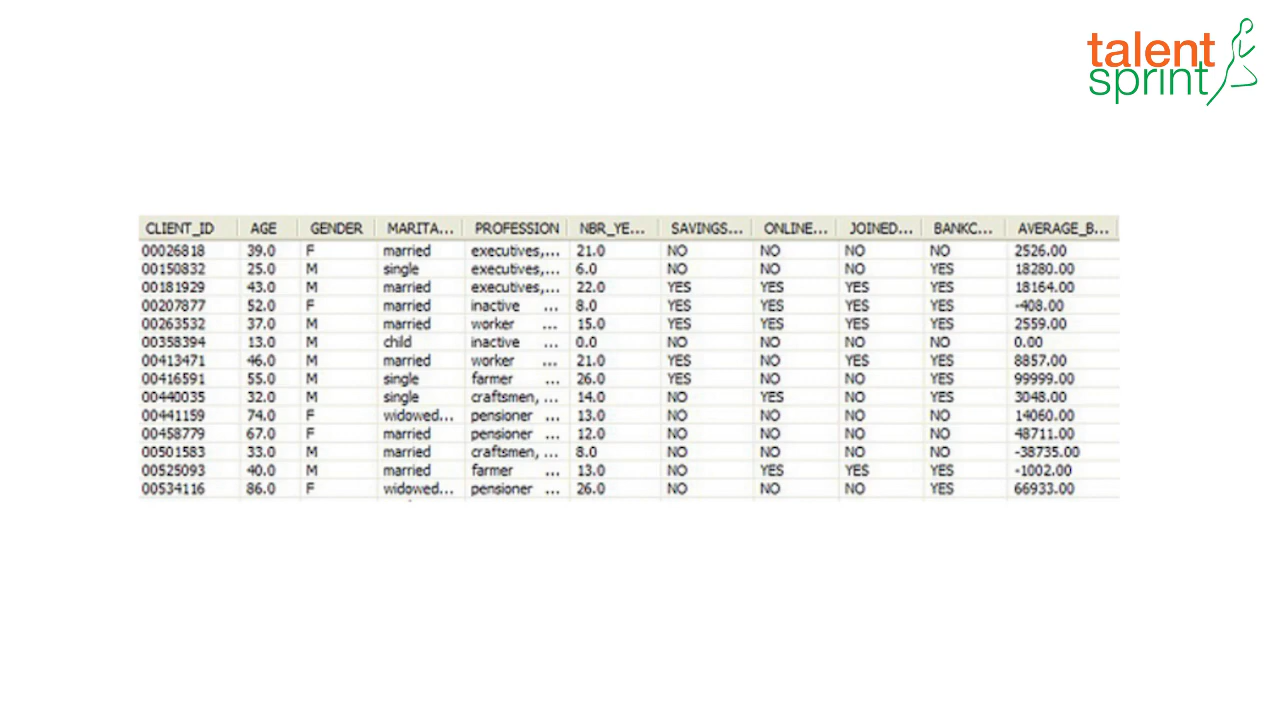 talent
sprint
CLIENT_ID AGE GENDER MARITA... PROFESSION NBR_YE... SAVINGS... ONLINE... JOINED... BANKC... AVERAGE_B...
00026818 39.0 F married executives,... 21.0 NO NO NO NO 2526.00
00150832 25.0 M single executives,... 6.0 NO NO NO YES 18280.00
00181929 43.0 M married executives,... 22.0 YES YES YES YES 18164.00
00207877 52.0 F married inactive ... 8.0 YES YES YES YES -408.00
00263532 37.0 M married worker ... 15.0 YES YES YES YES 2559.00
00358394 13.0 M child inactive ... 0.0 NO NO NO NO 0.00
00413471 46.0 M married worker ... 21.0 YES NO YES YES 8857.00
00416591 55.0 M single farmer ... 26.0 YES NO NO YES 99999.00
00440035 32.0 M single craftsmen, ... 14.0 NO YES NO YES 3048.00
00441159 74.0 F widowed... pensioner ... 13.0 NO NO NO NO 14060.00
00458779 67.0 F married pensioner ... 12.0 NO NO NO NO 48711.00
00501583 33.0 M married craftsmen, ... 8.0 NO NO NO NO -38735.00
00525093 40.0 M married farmer ... 13.0 NO YES YES YES -1002.00
00534116 86.0 F widowed... pensioner ... 26.0 NO NO NO YES 66933.00